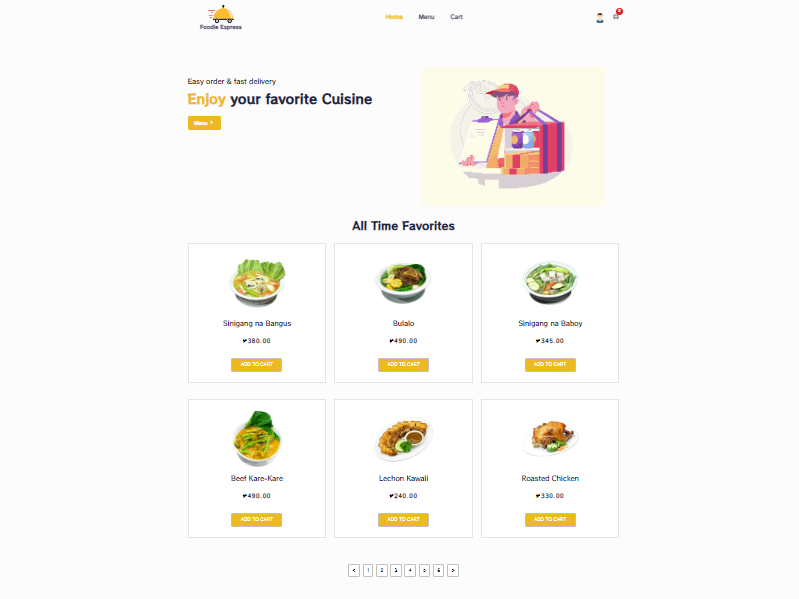 Foodie Express
Home Menu Cart
Easy order & fast delivery
Enjoy your favorite Cuisine
Menu >
All Time Favorites
Sinigang na Bangus
₱380.00
ADD TO CART
Bulalo
₱490.00
ADD TO CART
Sinigang na Baboy
₱345.00
ADD TO CART
Beef Kare-Kare
₱490.00
ADD TO CART
Lechon Kawali
₱240.00
ADD TO CART
Roasted Chicken
₱330.00
ADD TO CART
< 1 2 3 4 5 6 >